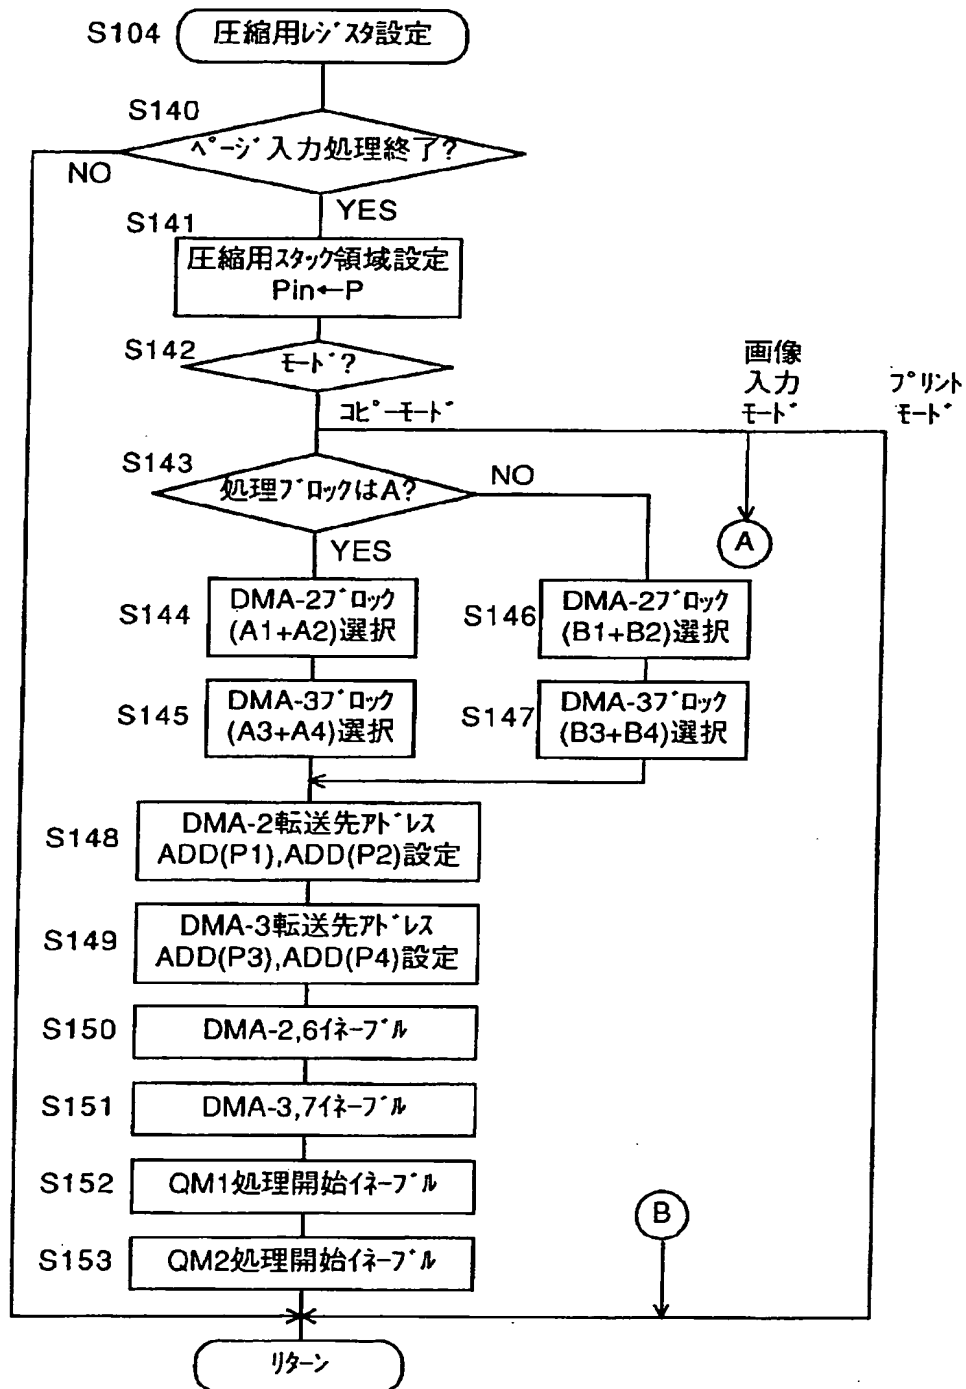 S104
圧縮用ﾚｼﾞｽﾀ設定
S140
ﾍﾟｰｼﾞ入力処理終了?
NO
YES
S141
圧縮用ｽﾀｯｸ領域設定
Pin←P
S142
ﾓｰﾄﾞ?
ｺﾋﾟｰﾓｰﾄﾞ
画像
入力
ﾓｰﾄﾞ
ﾌﾟﾘﾝﾄ
ﾓｰﾄﾞ
S143
処理ﾌﾞﾛｯｸはA?
NO
YES
A
S144
DMA-2ﾌﾞﾛｯｸ
(A1+A2)選択
S146
DMA-2ﾌﾞﾛｯｸ
(B1+B2)選択
S145
DMA-3ﾌﾞﾛｯｸ
(A3+A4)選択
S147
DMA-3ﾌﾞﾛｯｸ
(B3+B4)選択
S148
DMA-2転送先ｱﾄﾞﾚｽ
ADD(P1),ADD(P2)設定
S149
DMA-3転送先ｱﾄﾞﾚｽ
ADD(P3),ADD(P4)設定
S150
DMA-2,6ｲﾈｰﾌﾞﾙ
S151
DMA-3,7ｲﾈｰﾌﾞﾙ
S152
QM1処理開始ｲﾈｰﾌﾞﾙ
B
S153
QM2処理開始ｲﾈｰﾌﾞﾙ
ﾘﾀｰﾝ